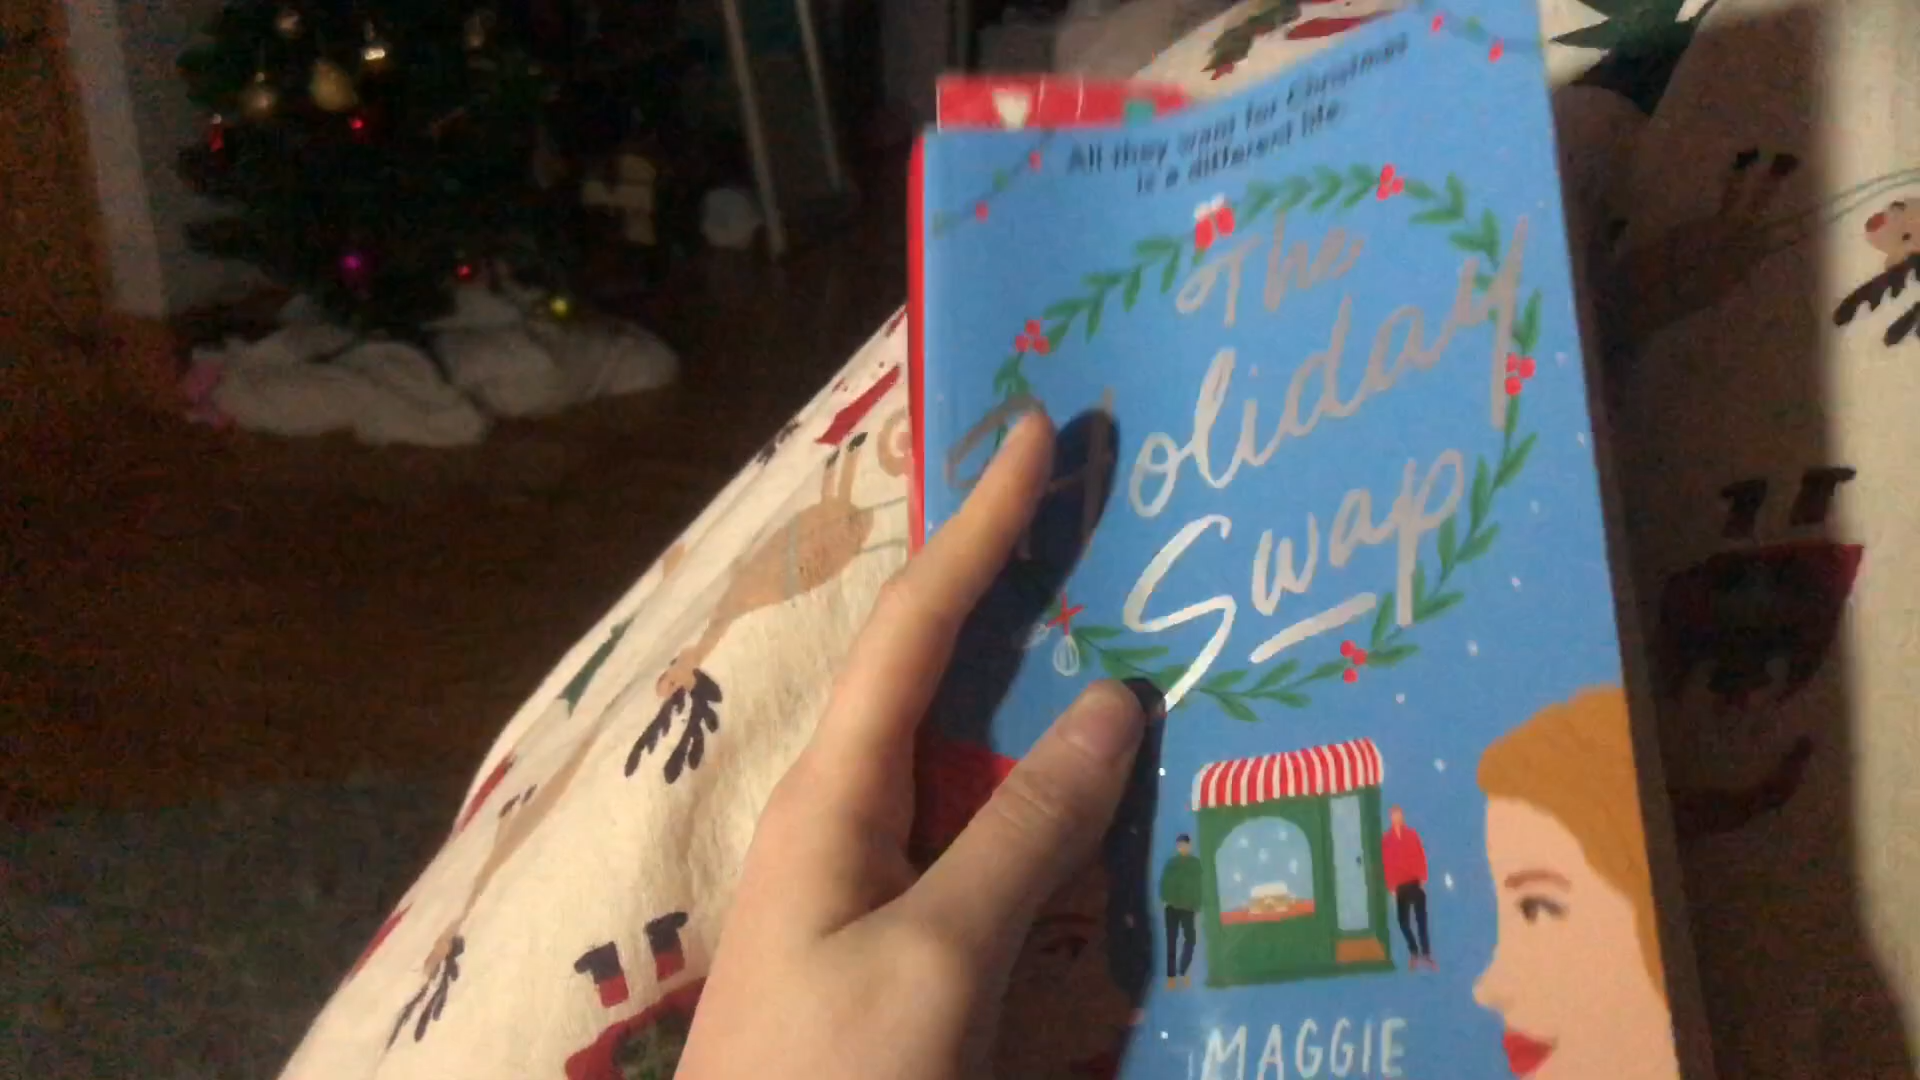 All they want for Christmas
is a different life.
The
Holiday
Swap
MAGGIE